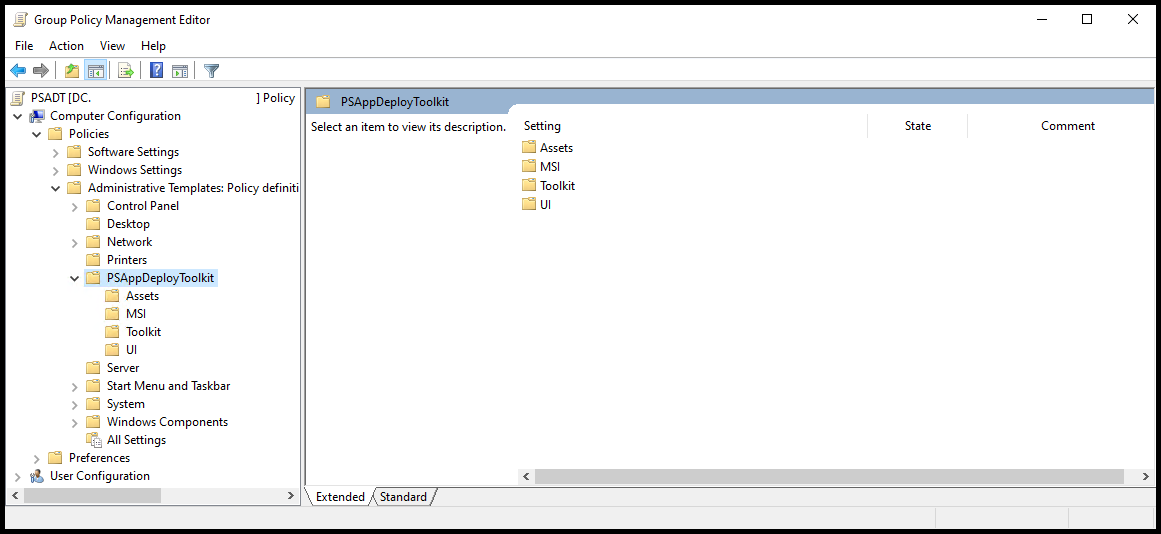 Group Policy Management Editor
File Action View Help
PSADT [DC. ] Policy
Computer Configuration
Policies
Software Settings
Windows Settings
Administrative Templates: Policy definiti
Control Panel
Desktop
Network
Printers
PSAppDeployToolkit
Assets
MSI
Toolkit
UI
Server
Start Menu and Taskbar
System
Windows Components
All Settings
Preferences
User Configuration
PSAppDeployToolkit
Select an item to view its description.
Setting State Comment
Assets
MSI
Toolkit
UI
Extended Standard